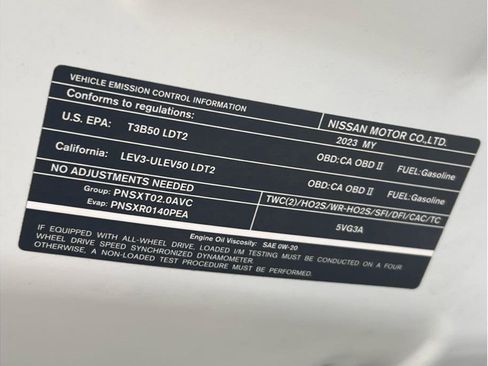 VEHICLE EMISSION CONTROL INFORMATION
Conforms to regulations:
NISSAN MOTOR CO.,LTD.
2023 MY
U.S. EPA: T3B50 LDT2 OBD:CA OBD II FUEL:Gasoline
California: LEV3-ULEV50 LDT2 OBD:CA OBD II FUEL:Gasoline
NO ADJUSTMENTS NEEDED
Group: PNSXT02.0AVC TWC(2)/HO2S/WR-HO2S/SFI/DFI/CAC/TC
Evap: PNSXR0140PEA 5VG3A
Engine Oil Viscosity: SAE 0W-20
IF EQUIPPED WITH ALL-WHEEL DRIVE, LOADED I/M TESTING MUST BE CONDUCTED ON A FOUR
WHEEL DRIVE SPEED SYNCHRONIZED DYNAMOMETER.
OTHERWISE, A NON-LOADED TEST PROCEDURE MUST BE PERFORMED.